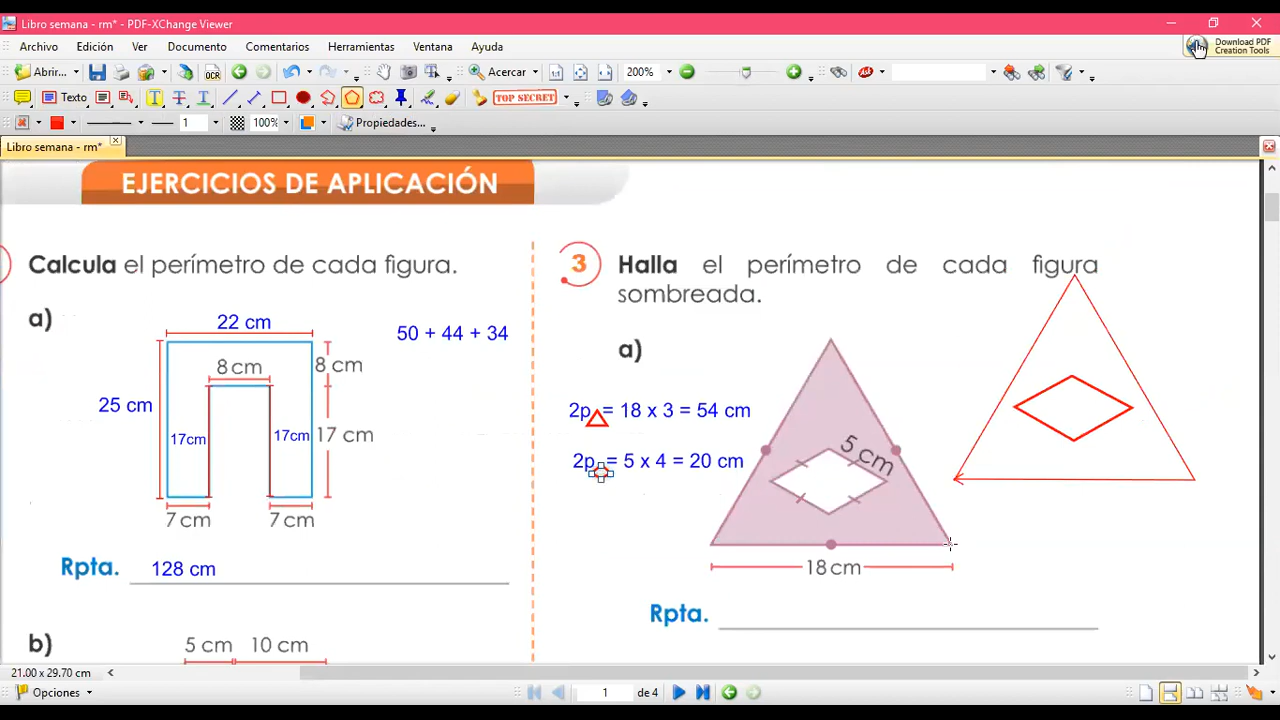 Libro semana - rm* - PDF-XChange Viewer
Archivo Edición Ver Documento Comentarios Herramientas Ventana Ayuda
Download PDF
Creation Tools
Abrir... OCR Acercar 200%
Texto TOP SECRET
1 100% Propiedades...
Libro semana - rm*
EJERCICIOS DE APLICACIÓN
Calcula el perímetro de cada figura.
a)
22 cm
50 + 44 + 34
8 cm
8 cm
25 cm
17cm
17cm
17 cm
7 cm
7 cm
Rpta. 128 cm
b)
5 cm 10 cm
3 Halla el perímetro de cada figura
sombreada.
a)
2p = 18 x 3 = 54 cm
2p = 5 x 4 = 20 cm
5 cm
18 cm
Rpta.
21.00 x 29.70 cm
Opciones 1 de 4